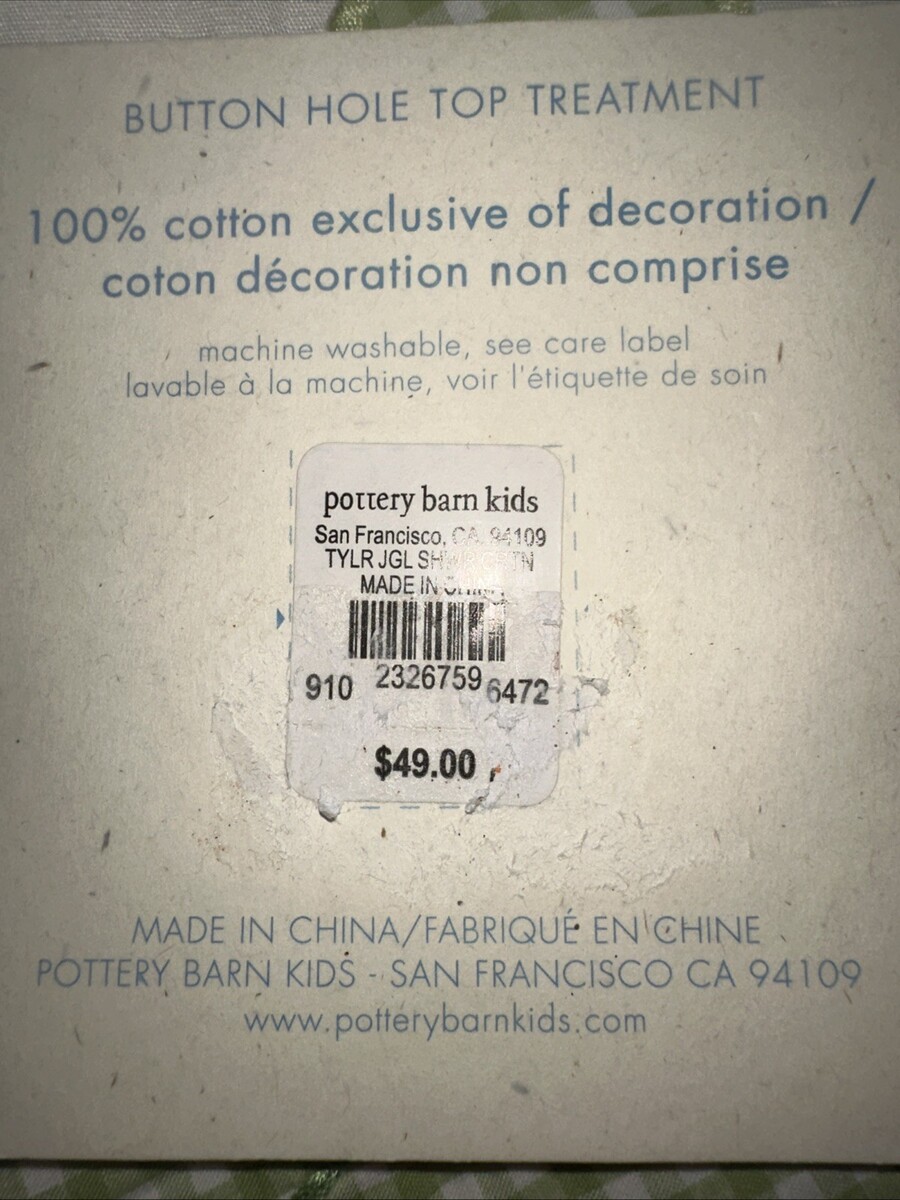 BUTTON HOLE TOP TREATMENT
100% cotton exclusive of decoration /
coton décoration non comprise
machine washable, see care label
lavable à la machine, voir l'étiquette de soin
pottery barn kids
San Francisco, CA 94109
TYLR JGL
MADE IN CHINA
910 2326759 6472
$49.00
MADE IN CHINA/FABRIQUÉ EN CHINE
POTTERY BARN KIDS - SAN FRANCISCO CA 94109
www.potterybarnkids.com